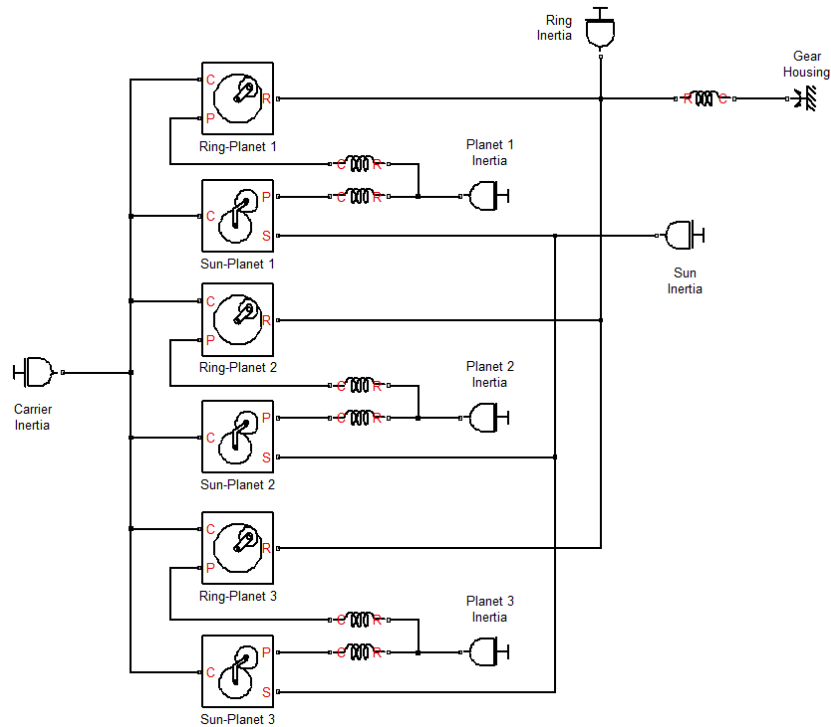 Ring
Inertia
Gear
Housing
C
R
P
Ring-Planet 1
R C
C R
Planet 1
Inertia
C
P
S
C R
Sun-Planet 1
Sun
Inertia
C
R
P
Ring-Planet 2
C R
Planet 2
Inertia
Carrier
Inertia
C
P
S
C R
Sun-Planet 2
C
R
P
Ring-Planet 3
C R
Planet 3
Inertia
C
P
S
C R
Sun-Planet 3